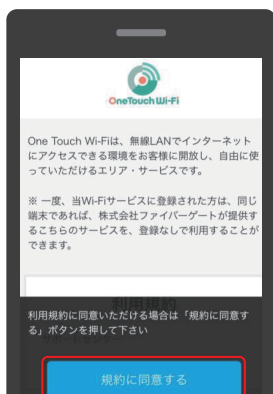 OneTouch Wi-Fi
One Touch Wi-Fiは、無線LANでインターネット
にアクセスできる環境をお客様に開放し、自由に使
っていただけるエリア・サービスです。
※ 一度、当Wi-Fiサービスに登録された方は、同じ
端末であれば、株式会社ファイバーゲートが提供す
るこちらのサービスを、登録なしで利用することが
できます。
利用規約
利用規約に同意いただける場合は「規約に同意す
る」ボタンを押して下さい
規約に同意する